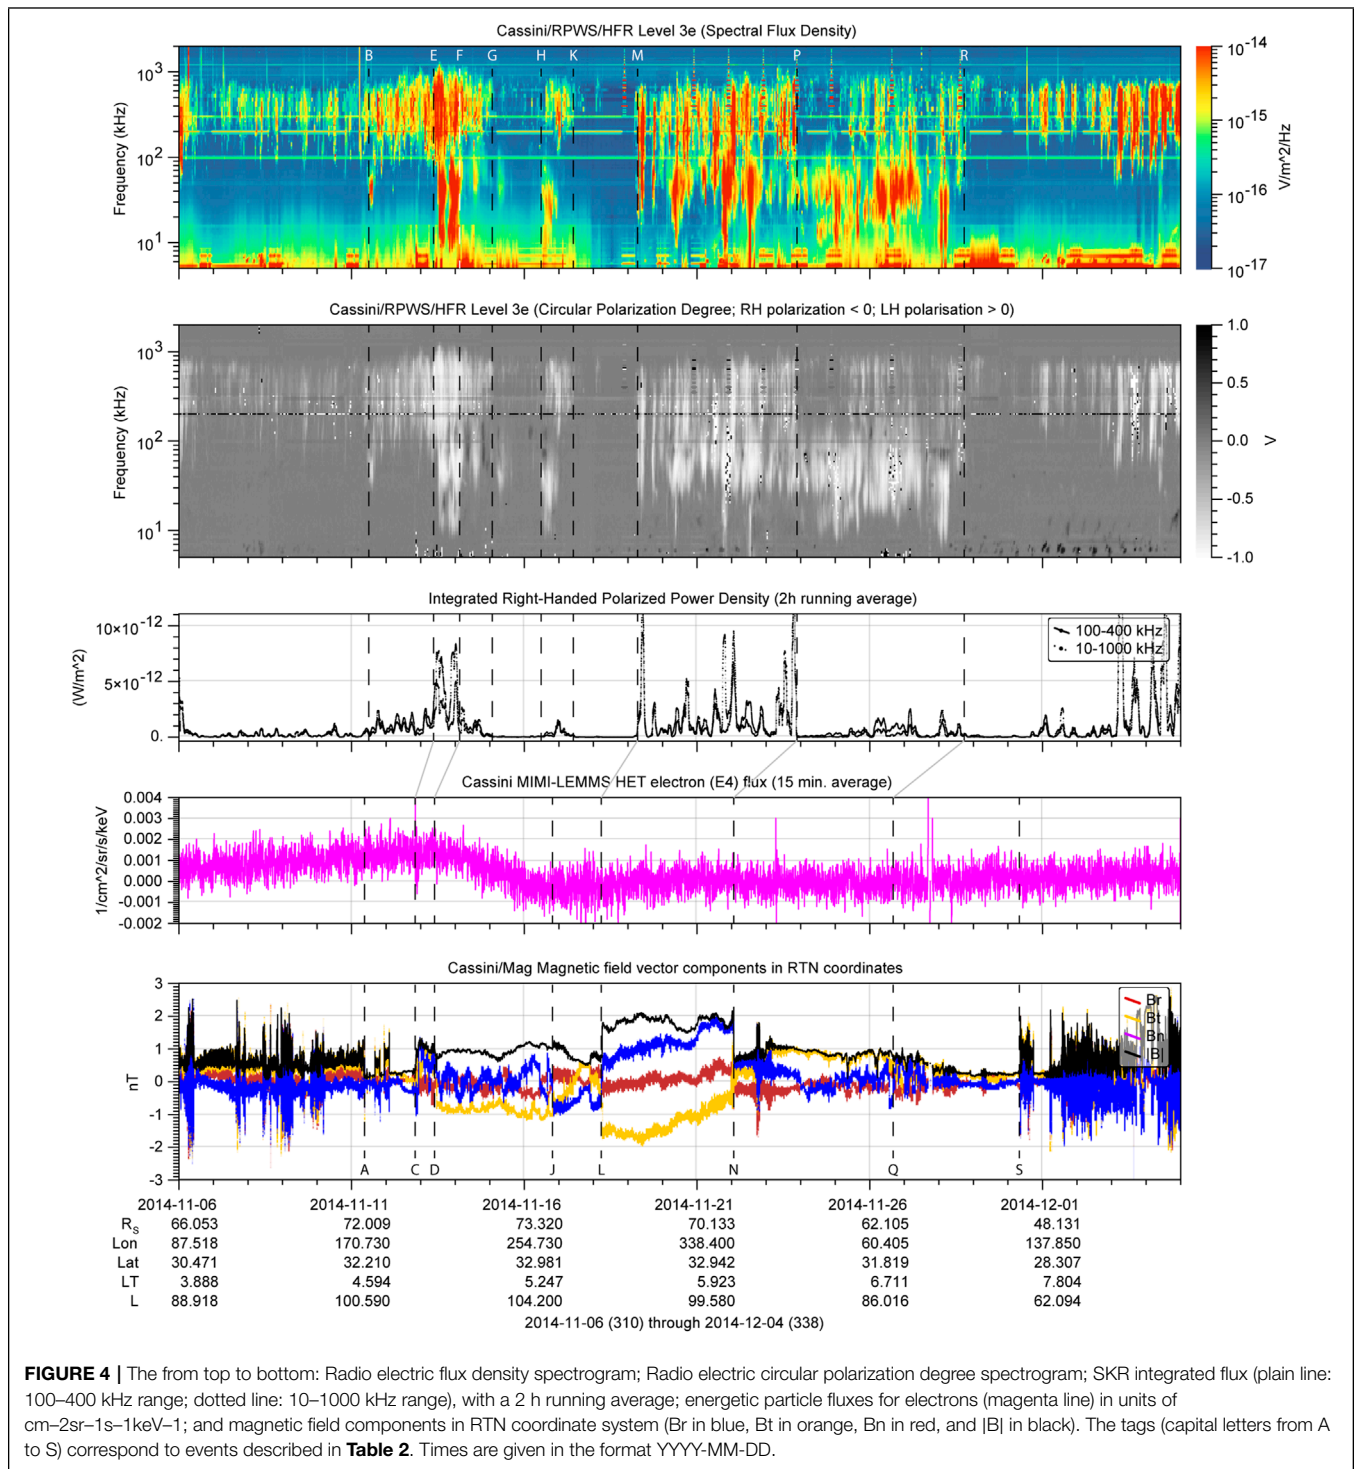 Cassini/RPWS/HFR Level 3e (Spectral Flux Density)
B E F G H K M P R
10^3
10^2
10^1
Frequency (kHz)
10^-14
10^-15
10^-16
10^-17
V/m^2/Hz
Cassini/RPWS/HFR Level 3e (Circular Polarization Degree; RH polarization < 0; LH polarisation > 0)
10^3
10^2
10^1
Frequency (kHz)
1.0
0.5
0.0
-0.5
-1.0
V
Integrated Right-Handed Polarized Power Density (2h running average)
10×10^-12
5×10^-12
0.
(W/m^2)
100-400 kHz
10-1000 kHz
Cassini MIMI-LEMMS HET electron (E4) flux (15 min. average)
0.004
0.003
0.002
0.001
0.000
-0.001
-0.002
1/cm^2/sr/s/keV
Cassini/Mag Magnetic field vector components in RTN coordinates
3
2
1
0
-1
-2
-3
nT
Br
Bt
Bn
|B|
A C D J L N Q S
2014-11-06 2014-11-11 2014-11-16 2014-11-21 2014-11-26 2014-12-01
R_S 66.053 72.009 73.320 70.133 62.105 48.131
Lon 87.518 170.730 254.730 338.400 60.405 137.850
Lat 30.471 32.210 32.981 32.942 31.819 28.307
LT 3.888 4.594 5.247 5.923 6.711 7.804
L 88.918 100.590 104.200 99.580 86.016 62.094
2014-11-06 (310) through 2014-12-04 (338)
FIGURE 4 | The from top to bottom: Radio electric flux density spectrogram; Radio electric circular polarization degree spectrogram; SKR integrated flux (plain line:
100–400 kHz range; dotted line: 10–1000 kHz range), with a 2 h running average; energetic particle fluxes for electrons (magenta line) in units of
cm–2sr–1s–1keV–1; and magnetic field components in RTN coordinate system (Br in blue, Bt in orange, Bn in red, and |B| in black). The tags (capital letters from A
to S) correspond to events described in Table 2. Times are given in the format YYYY-MM-DD.